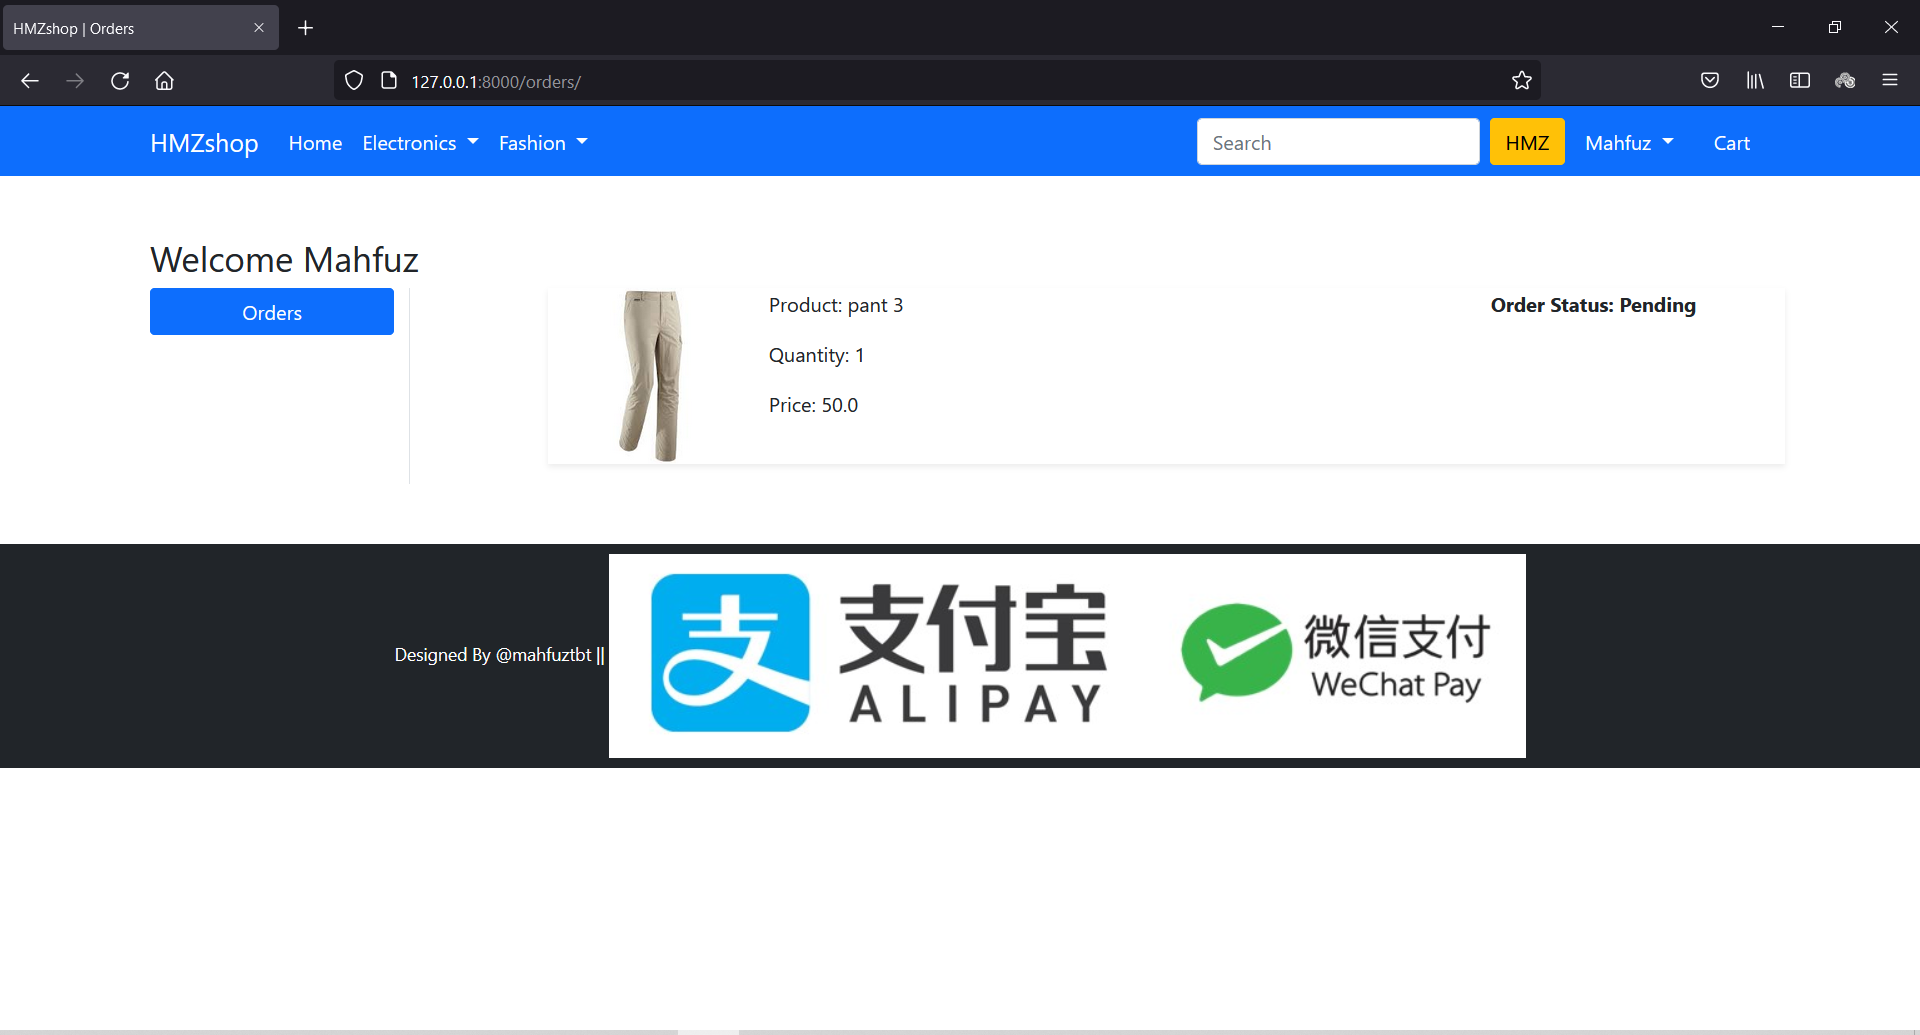 HMZshop | Orders
127.0.0.1:8000/orders/
HMZshop Home Electronics Fashion Search HMZ Mahfuz Cart
Welcome Mahfuz
Orders
Product: pant 3
Order Status: Pending
Quantity: 1
Price: 50.0
Designed By @mahfuztbt ||
支
支付宝
ALIPAY
微信支付
WeChat Pay